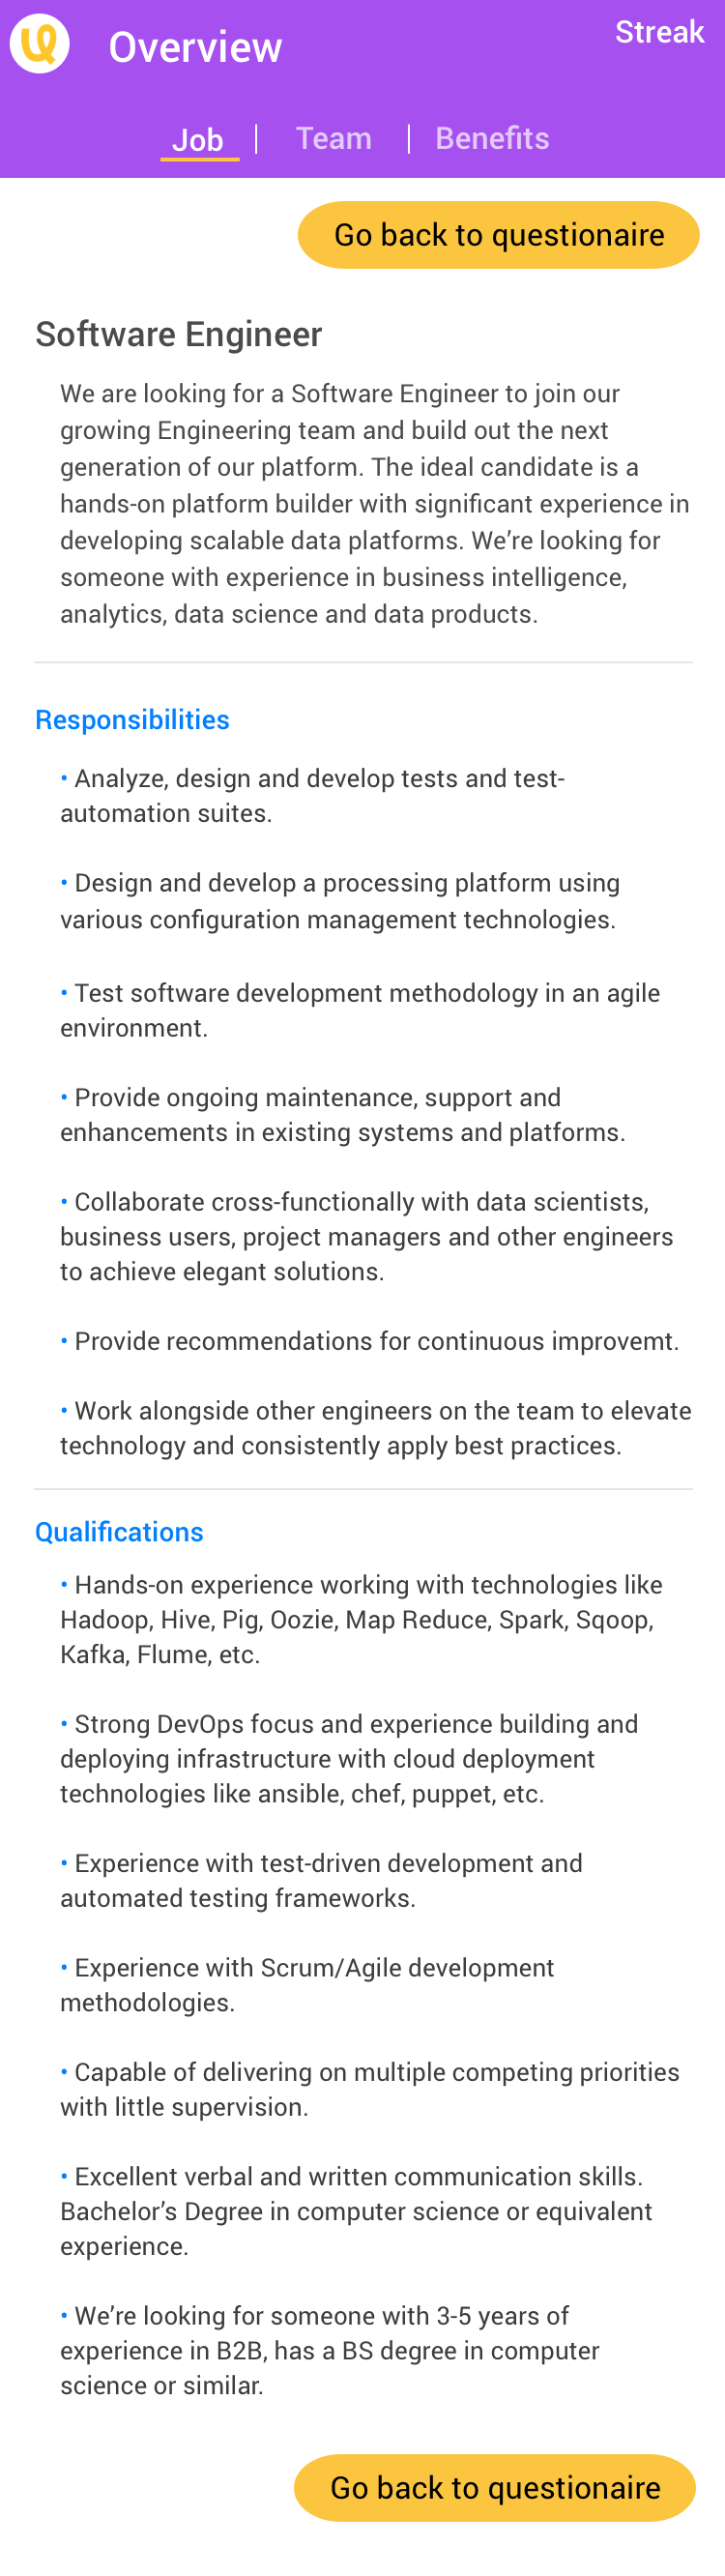 Overview
Streak
Job | Team | Benefits
Go back to questionaire
Software Engineer
We are looking for a Software Engineer to join our
growing Engineering team and build out the next
generation of our platform. The ideal candidate is a
hands-on platform builder with significant experience in
developing scalable data platforms. We’re looking for
someone with experience in business intelligence,
analytics, data science and data products.
Responsibilities
• Analyze, design and develop tests and test-
automation suites.
• Design and develop a processing platform using
various configuration management technologies.
• Test software development methodology in an agile
environment.
• Provide ongoing maintenance, support and
enhancements in existing systems and platforms.
• Collaborate cross-functionally with data scientists,
business users, project managers and other engineers
to achieve elegant solutions.
• Provide recommendations for continuous improvemt.
• Work alongside other engineers on the team to elevate
technology and consistently apply best practices.
Qualifications
• Hands-on experience working with technologies like
Hadoop, Hive, Pig, Oozie, Map Reduce, Spark, Sqoop,
Kafka, Flume, etc.
• Strong DevOps focus and experience building and
deploying infrastructure with cloud deployment
technologies like ansible, chef, puppet, etc.
• Experience with test-driven development and
automated testing frameworks.
• Experience with Scrum/Agile development
methodologies.
• Capable of delivering on multiple competing priorities
with little supervision.
• Excellent verbal and written communication skills.
Bachelor’s Degree in computer science or equivalent
experience.
• We’re looking for someone with 3-5 years of
experience in B2B, has a BS degree in computer
science or similar.
Go back to questionaire